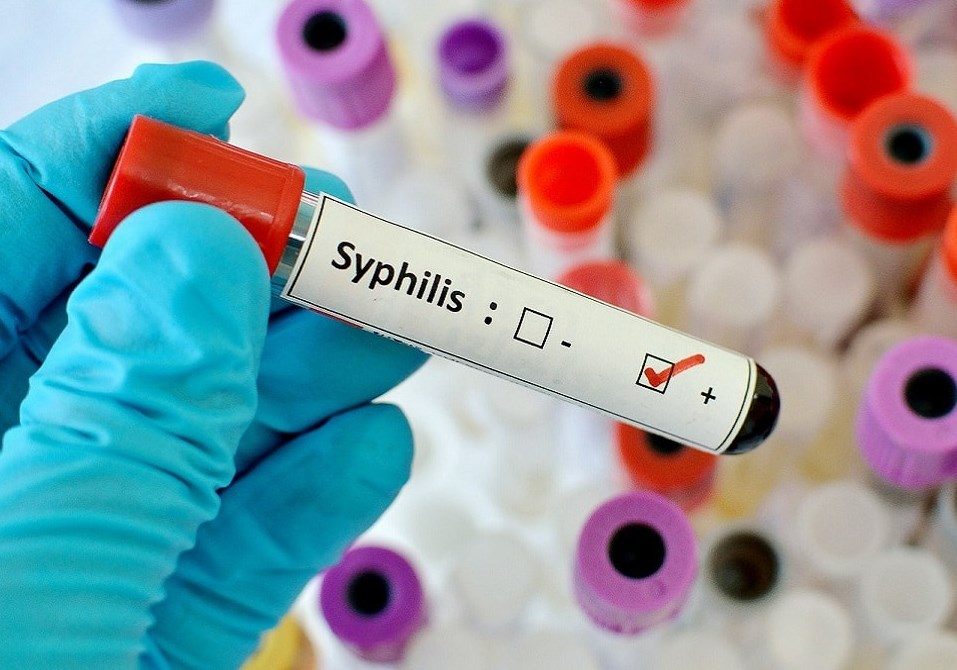 Syphilis : ☐ - ☑ +